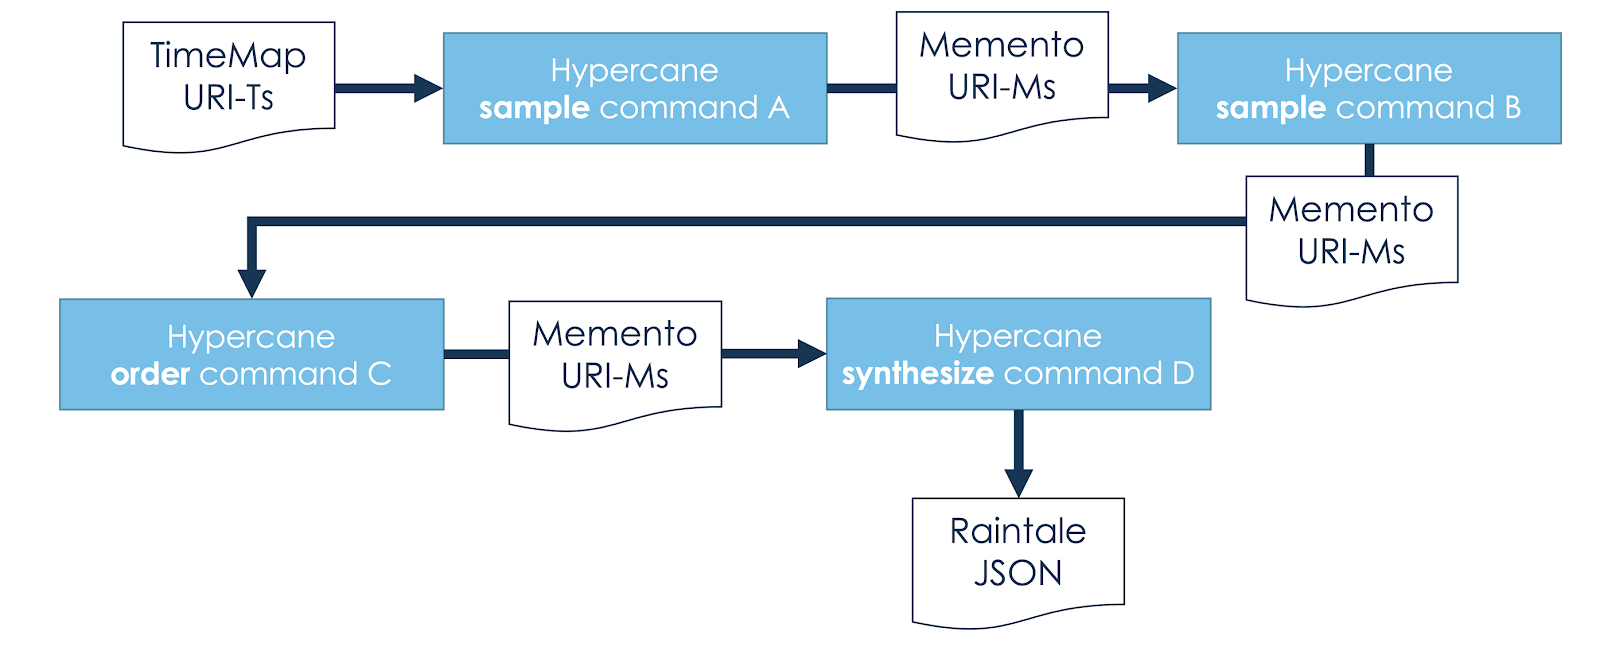 TimeMap
URI-Ts
Hypercane
sample command A
Memento
URI-Ms
Hypercane
sample command B
Memento
URI-Ms
Hypercane
order command C
Memento
URI-Ms
Hypercane
synthesize command D
Raintale
JSON